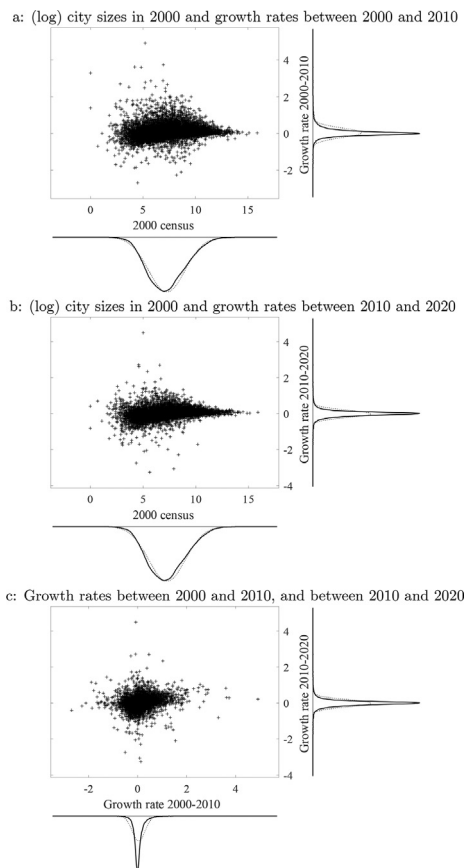 a: (log) city sizes in 2000 and growth rates between 2000 and 2010
4
2
0
-2
0 5 10 15
2000 census
Growth rate 2000-2010
b: (log) city sizes in 2000 and growth rates between 2010 and 2020
4
2
0
-2
-4
0 5 10 15
2000 census
Growth rate 2010-2020
c: Growth rates between 2000 and 2010, and between 2010 and 2020
4
2
0
-2
-4
-2 0 2 4
Growth rate 2000-2010
Growth rate 2010-2020